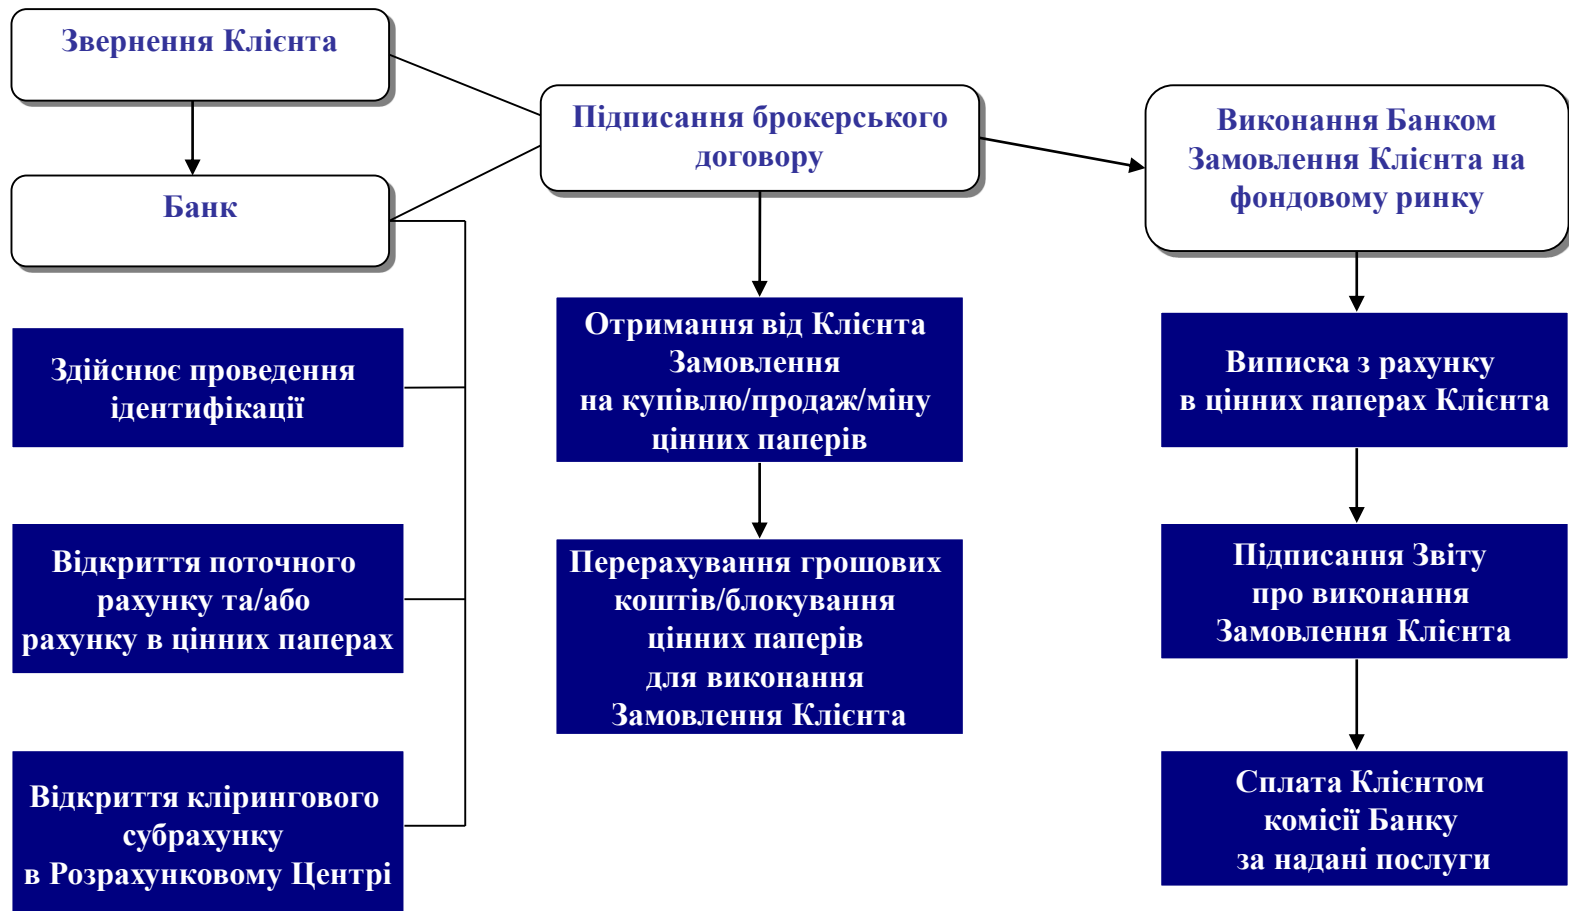 Звернення Клієнта
Банк
Здійснює проведення
ідентифікації
Відкриття поточного
рахунку та/або
рахунку в цінних паперах
Відкриття клірингового
субрахунку
в Розрахунковому Центрі
Підписання брокерського
договору
Отримання від Клієнта
Замовлення
на купівлю/продаж/міну
цінних паперів
Перерахування грошових
коштів/блокування
цінних паперів
для виконання
Замовлення Клієнта
Виконання Банком
Замовлення Клієнта на
фондовому ринку
Виписка з рахунку
в цінних паперах Клієнта
Підписання Звіту
про виконання
Замовлення Клієнта
Сплата Клієнтом
комісії Банку
за надані послуги